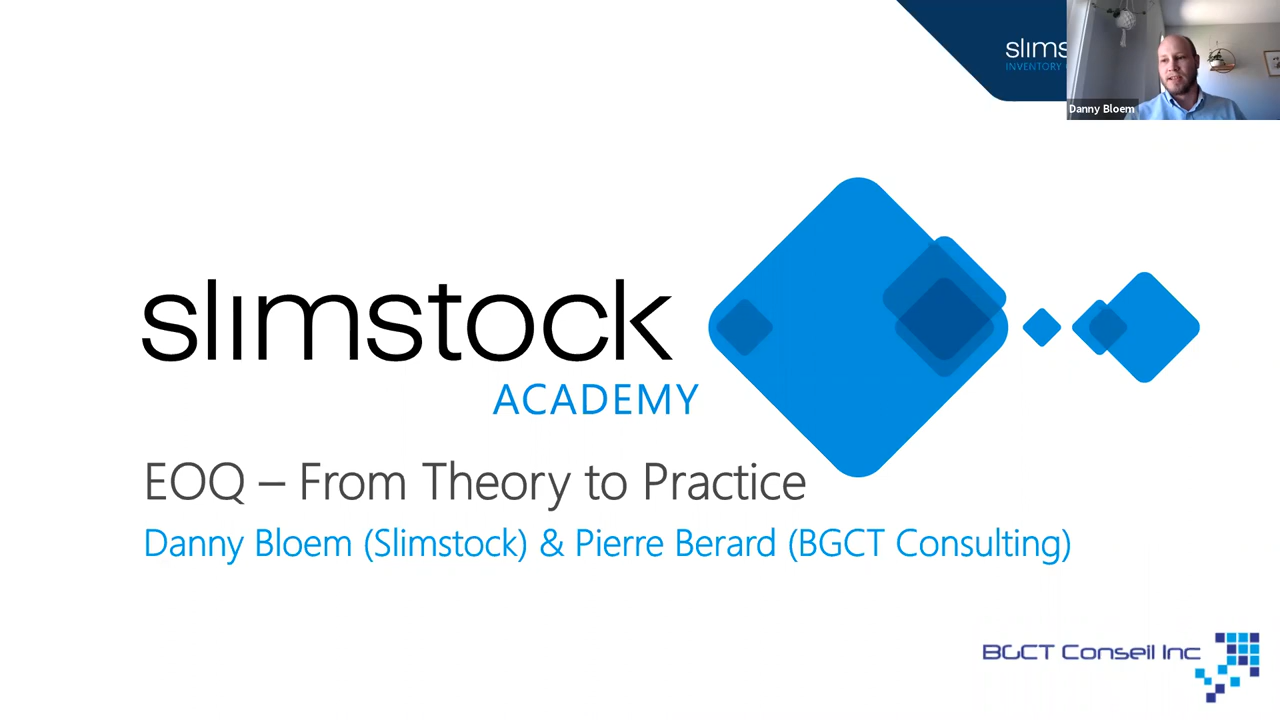 Danny Bloem
slimstock
ACADEMY
EOQ – From Theory to Practice
Danny Bloem (Slimstock) & Pierre Berard (BGCT Consulting)
BGCT Conseil Inc
INVENTORY